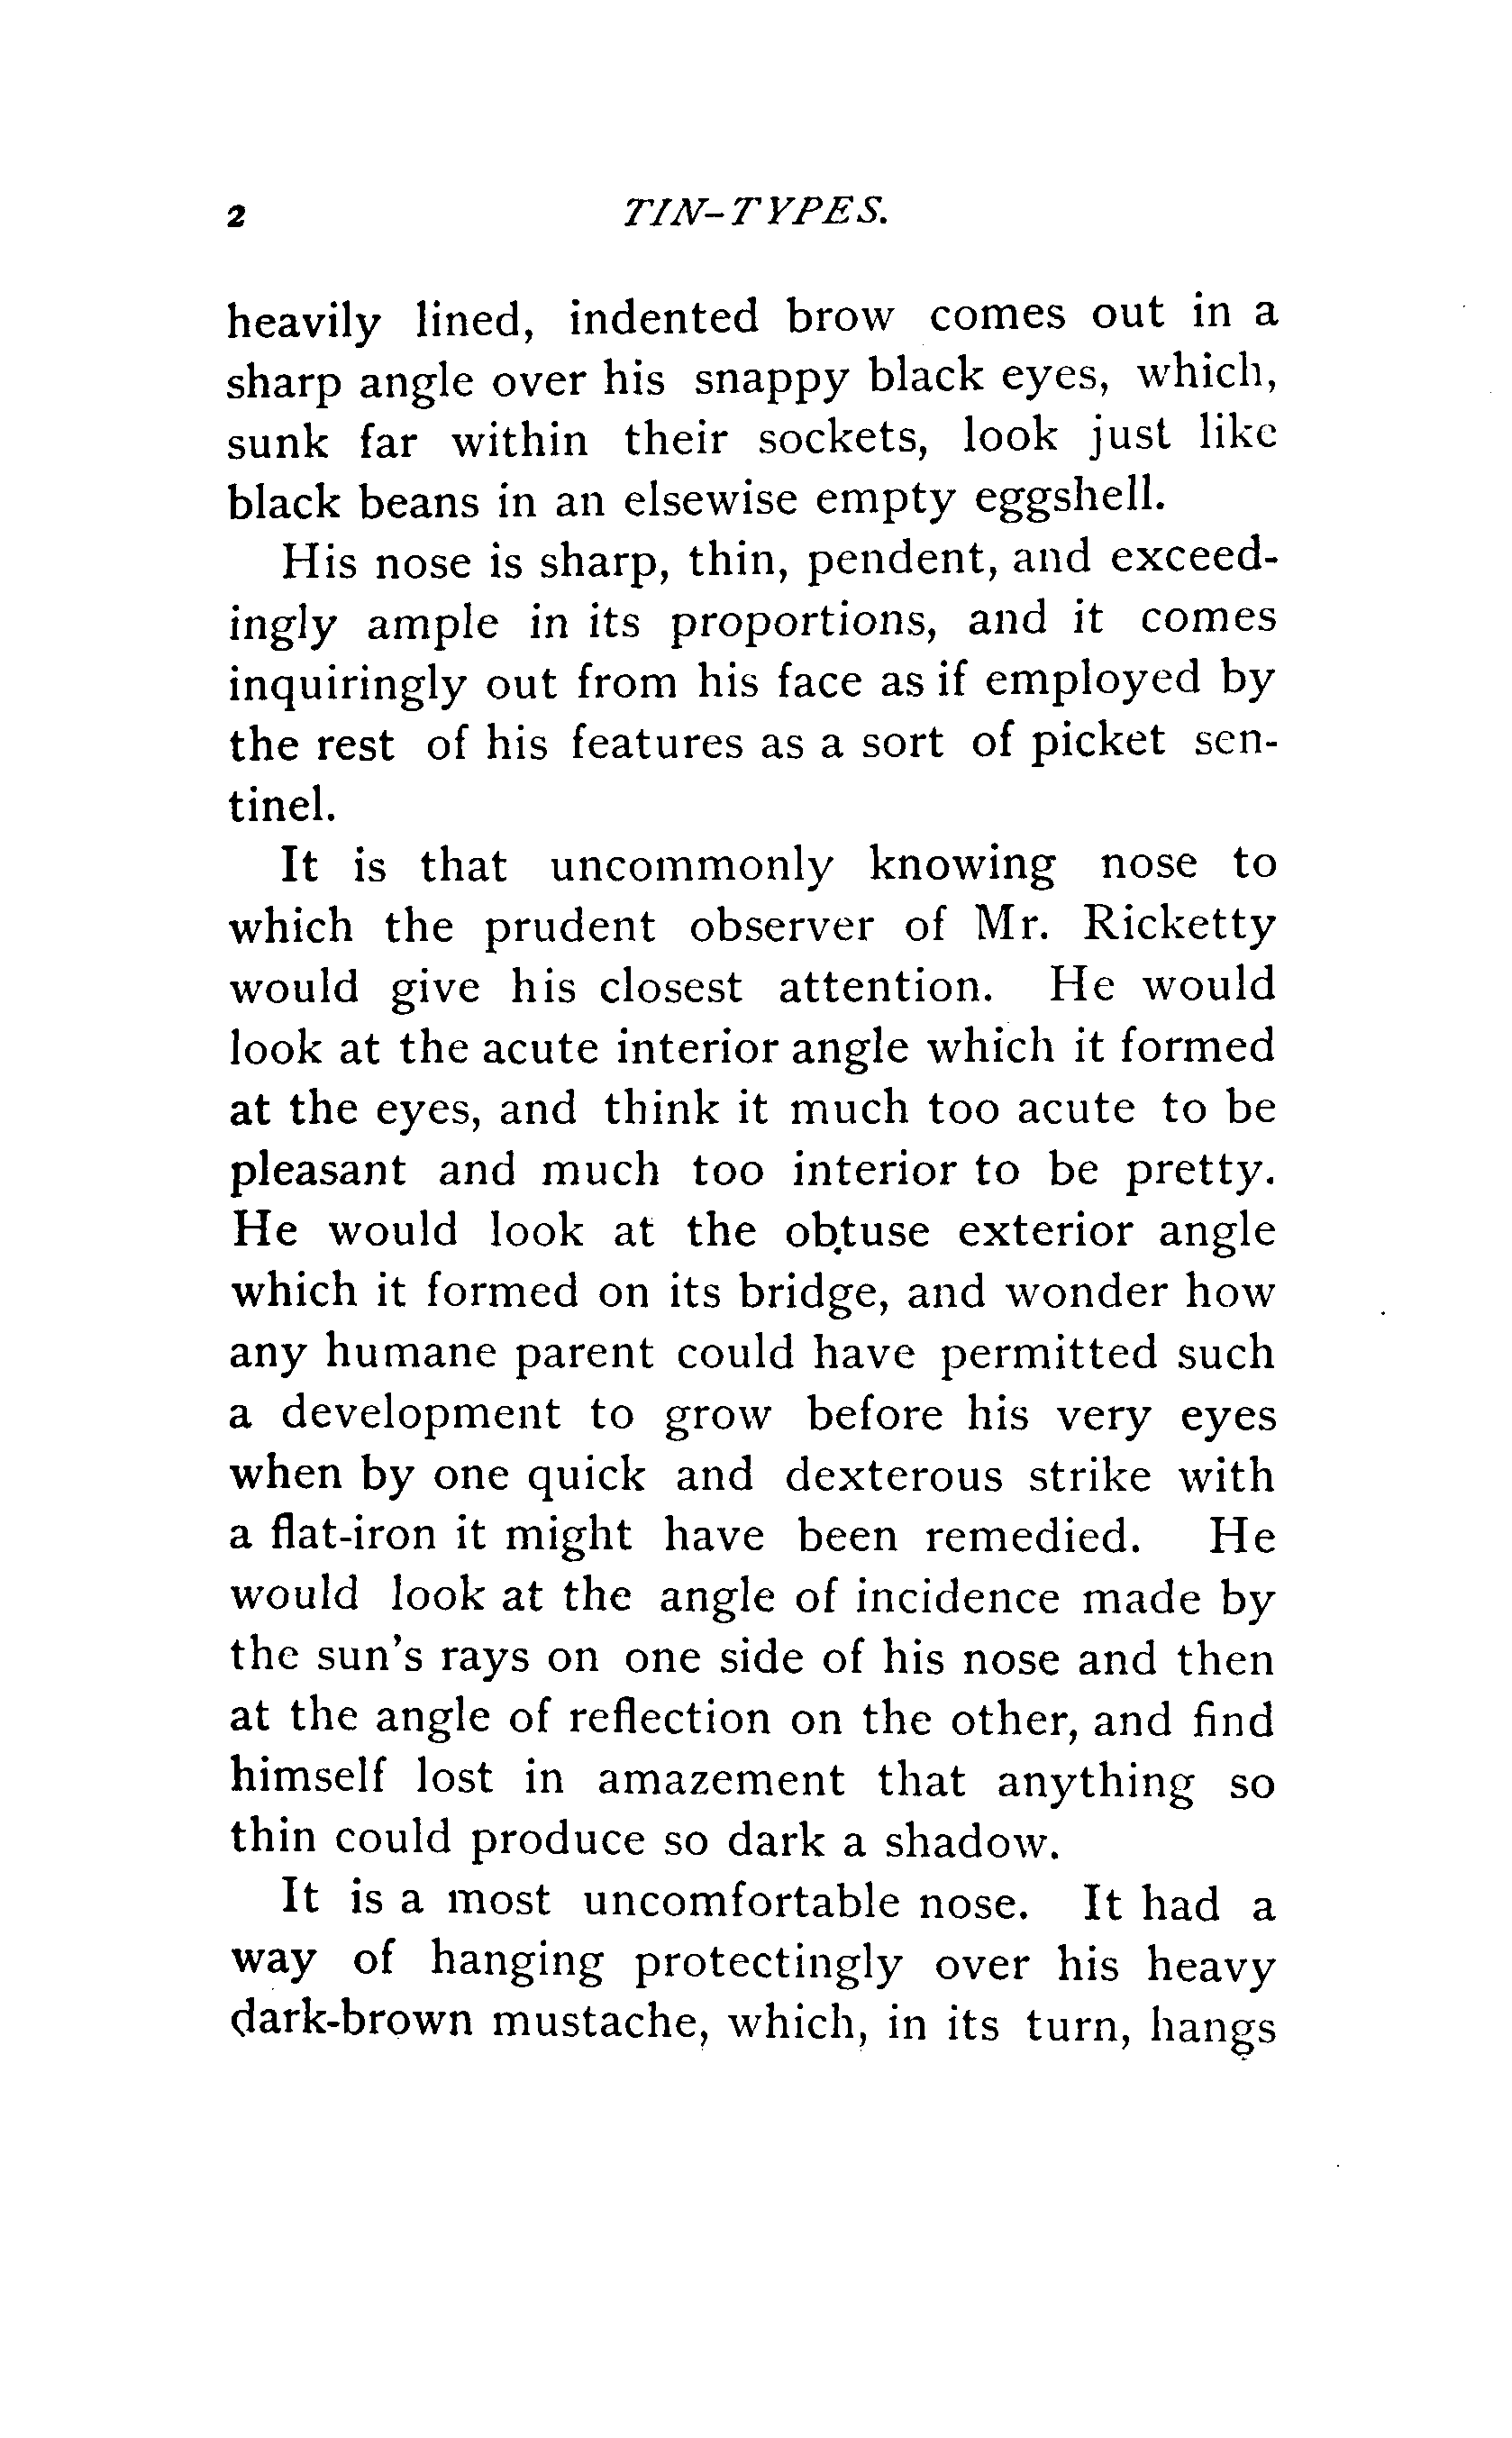 2 TIN-TYPES.
heavily lined, indented brow comes out in a
sharp angle over his snappy black eyes, which,
sunk far within their sockets, look just like
black beans in an elsewise empty eggshell.
His nose is sharp, thin, pendent, and exceed-
ingly ample in its proportions, and it comes
inquiringly out from his face as if employed by
the rest of his features as a sort of picket sen-
tinel.
It is that uncommonly knowing nose to
which the prudent observer of Mr. Ricketty
would give his closest attention. He would
look at the acute interior angle which it formed
at the eyes, and think it much too acute to be
pleasant and much too interior to be pretty.
He would look at the obtuse exterior angle
which it formed on its bridge, and wonder how
any humane parent could have permitted such
a development to grow before his very eyes
when by one quick and dexterous strike with
a flat-iron it might have been remedied. He
would look at the angle of incidence made by
the sun's rays on one side of his nose and then
at the angle of reflection on the other, and find
himself lost in amazement that anything so
thin could produce so dark a shadow.
It is a most uncomfortable nose. It had a
way of hanging protectingly over his heavy
dark-brown mustache, which, in its turn, hangs